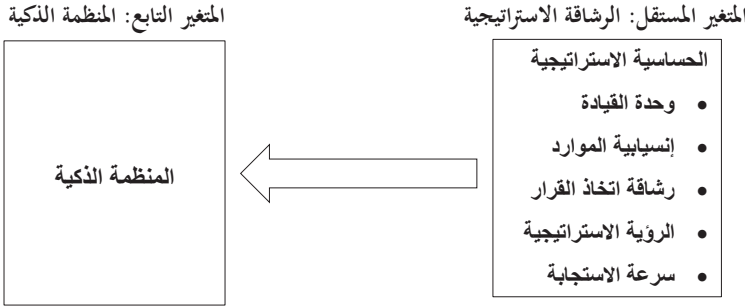 المتغير المستقل: الرشاقة الاستراتيجية
المتغير التابع: المنظمة الذكية
الحساسية الاستراتيجية
• وحدة القيادة
• إنسيابية الموارد
• رشاقة اتخاذ القرار
• الرؤية الاستراتيجية
• سرعة الاستجابة
المنظمة الذكية